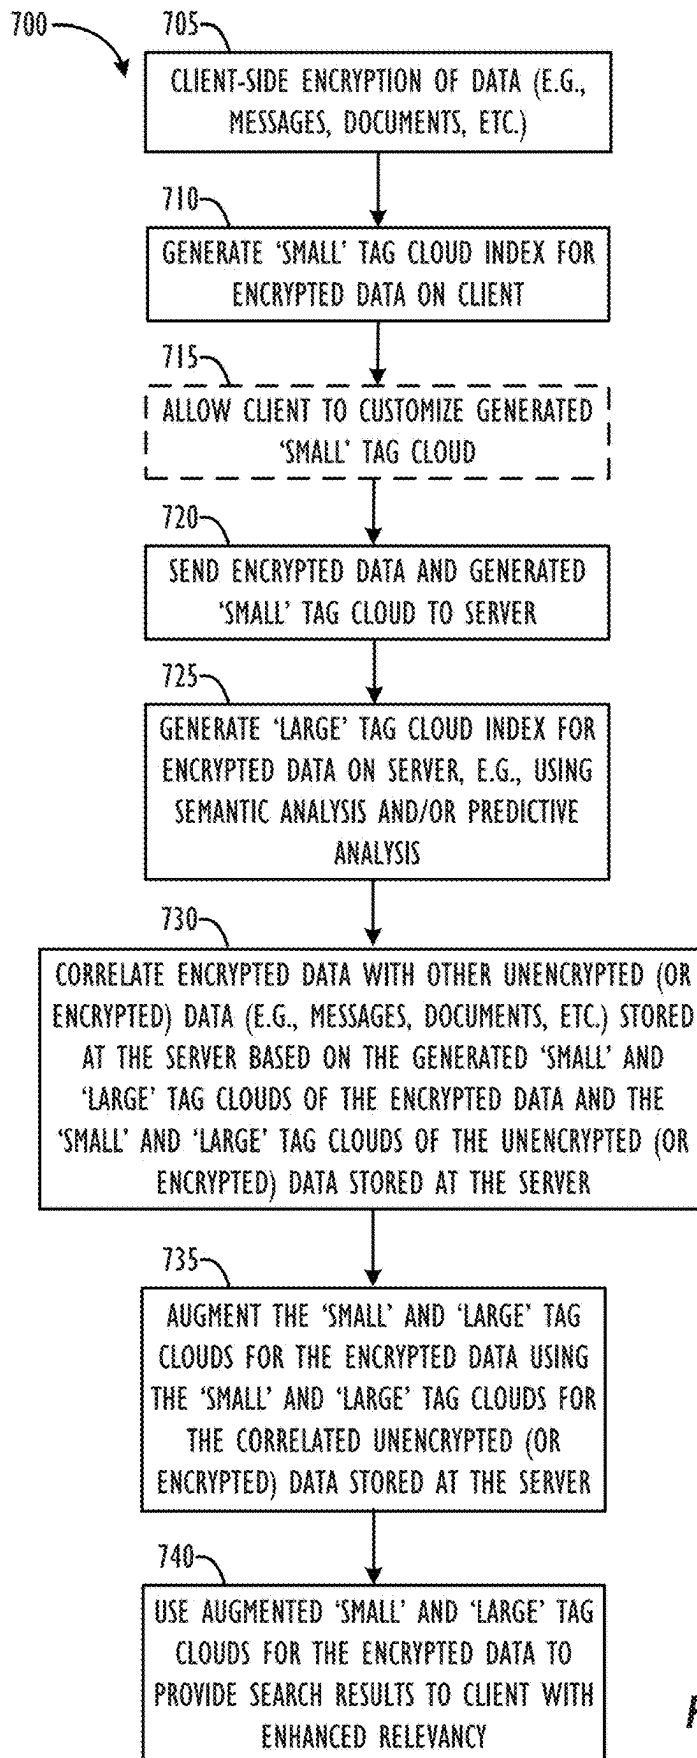 700
705
CLIENT-SIDE ENCRYPTION OF DATA (E.G.,
MESSAGES, DOCUMENTS, ETC.)
710
GENERATE 'SMALL' TAG CLOUD INDEX FOR
ENCRYPTED DATA ON CLIENT
715
ALLOW CLIENT TO CUSTOMIZE GENERATED
'SMALL' TAG CLOUD
720
SEND ENCRYPTED DATA AND GENERATED
'SMALL' TAG CLOUD TO SERVER
725
GENERATE 'LARGE' TAG CLOUD INDEX FOR
ENCRYPTED DATA ON SERVER, E.G., USING
SEMANTIC ANALYSIS AND/OR PREDICTIVE
ANALYSIS
730
CORRELATE ENCRYPTED DATA WITH OTHER UNENCRYPTED (OR
ENCRYPTED) DATA (E.G., MESSAGES, DOCUMENTS, ETC.) STORED
AT THE SERVER BASED ON THE GENERATED 'SMALL' AND
'LARGE' TAG CLOUDS OF THE ENCRYPTED DATA AND THE
'SMALL' AND 'LARGE' TAG CLOUDS OF THE UNENCRYPTED (OR
ENCRYPTED) DATA STORED AT THE SERVER
735
AUGMENT THE 'SMALL' AND 'LARGE' TAG
CLOUDS FOR THE ENCRYPTED DATA USING
THE 'SMALL' AND 'LARGE' TAG CLOUDS FOR
THE CORRELATED UNENCRYPTED (OR
ENCRYPTED) DATA STORED AT THE SERVER
740
USE AUGMENTED 'SMALL' AND 'LARGE' TAG
CLOUDS FOR THE ENCRYPTED DATA TO
PROVIDE SEARCH RESULTS TO CLIENT WITH
ENHANCED RELEVANCY